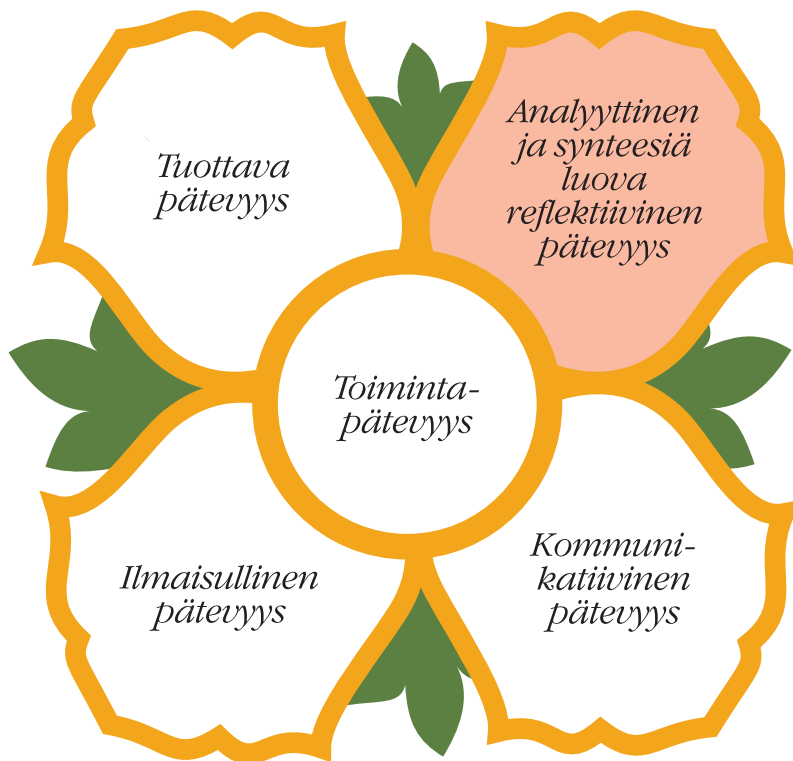 Tuottava
pätevyys
Analyyttinen
ja synteesiä
luova
reflektiivinen
pätevyys
Toiminta-
pätevyys
Ilmaisullinen
pätevyys
Kommuni-
katiivinen
pätevyys